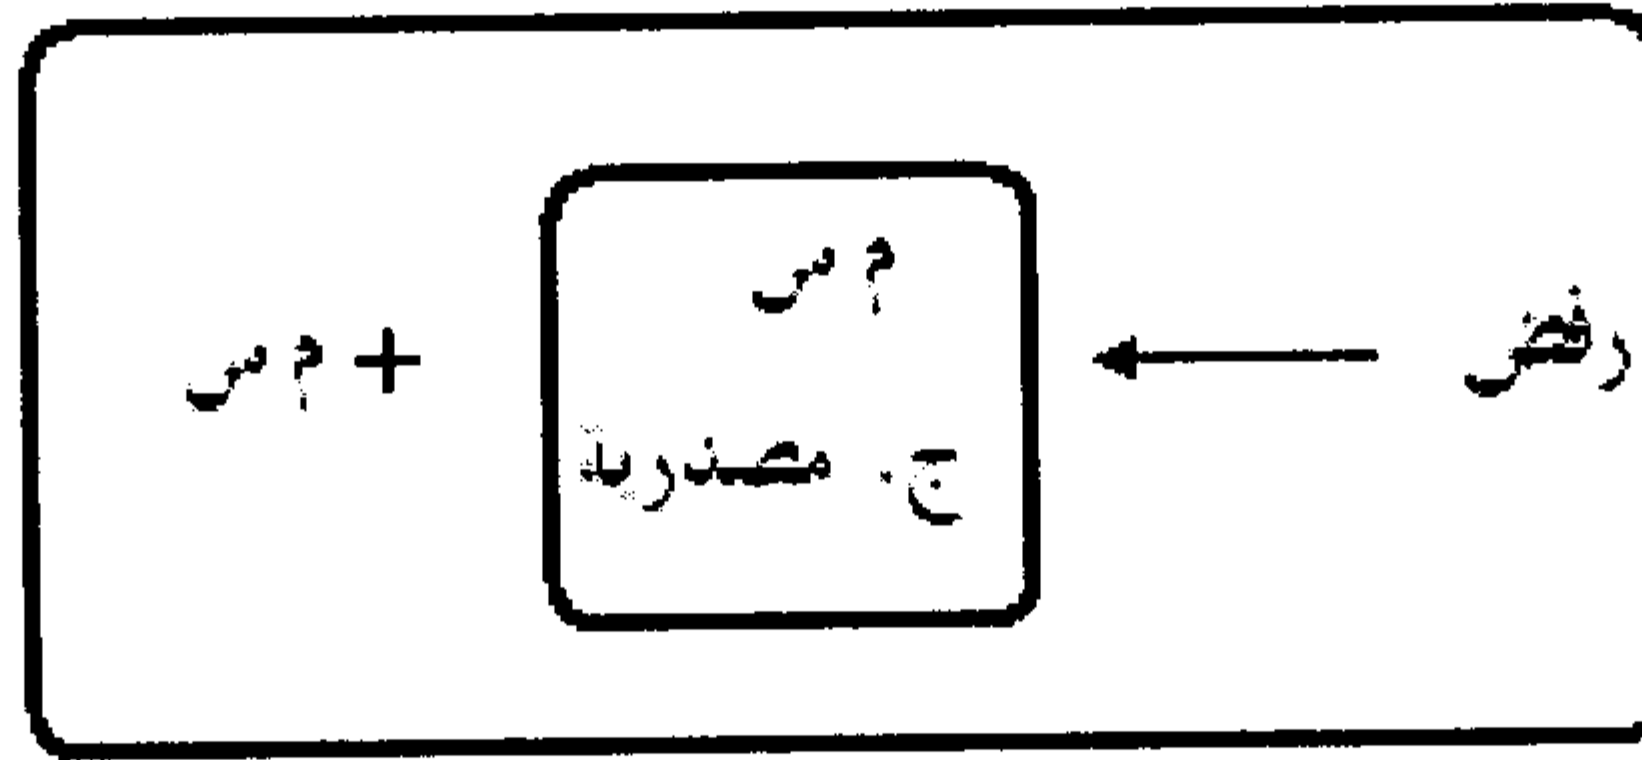 رفض ← م س + م س
ج. مصدرية